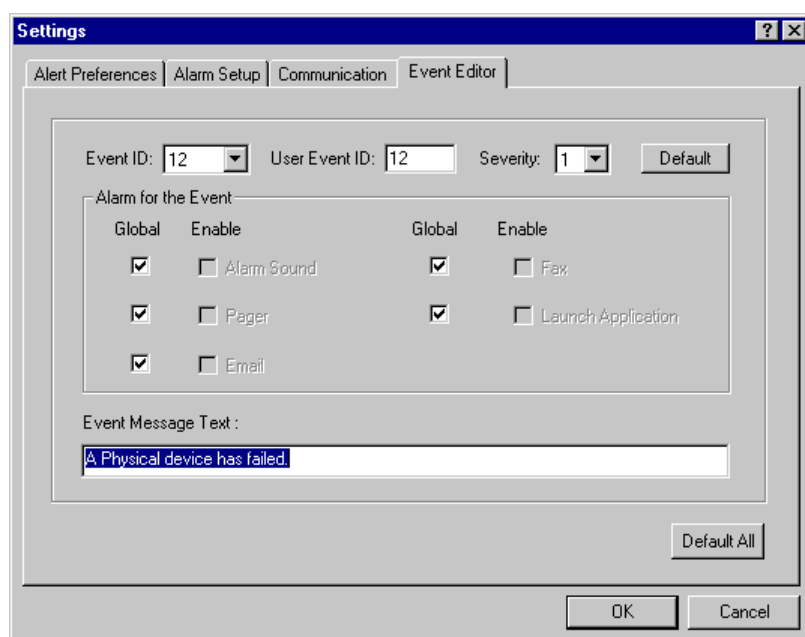 Settings
Alert Preferences Alarm Setup Communication Event Editor
Event ID: 12 User Event ID: 12 Severity: 1 Default
Alarm for the Event
Global Enable Global Enable
Alarm Sound Fax
Pager Launch Application
Email
Event Message Text :
A Physical device has failed.
Default All
OK Cancel